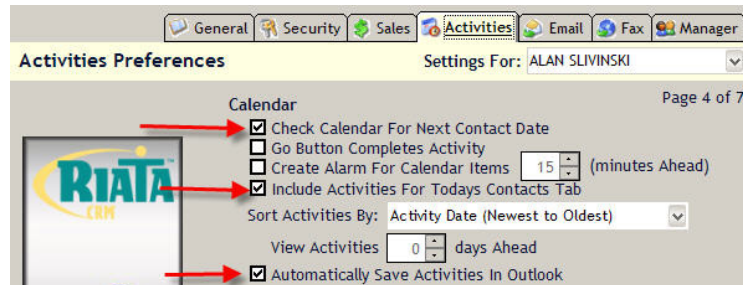 General Security Sales Activities Email Fax Manager
Activities Preferences Settings For: ALAN SLIVINSKI
Calendar Page 4 of 7
Check Calendar For Next Contact Date
Go Button Completes Activity
Create Alarm For Calendar Items 15 (minutes Ahead)
RIATA
CRM
Include Activities For Todays Contacts Tab
Sort Activities By: Activity Date (Newest to Oldest)
View Activities 0 days Ahead
Automatically Save Activities In Outlook